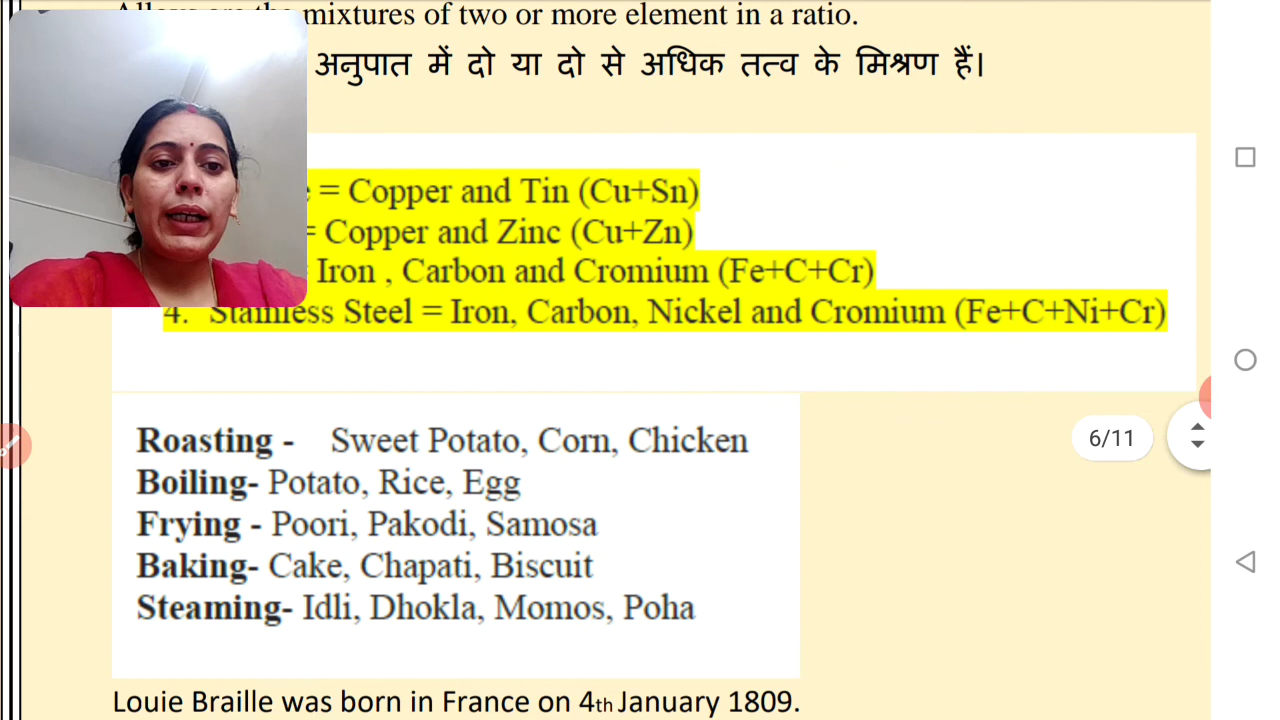 mixtures of two or more element in a ratio.
अनुपात में दो या दो से अधिक तत्व के मिश्रण हैं।
= Copper and Tin (Cu+Sn)
= Copper and Zinc (Cu+Zn)
Iron , Carbon and Cromium (Fe+C+Cr)
4. Stainless Steel = Iron, Carbon, Nickel and Cromium (Fe+C+Ni+Cr)
Roasting - Sweet Potato, Corn, Chicken
Boiling- Potato, Rice, Egg
Frying - Poori, Pakodi, Samosa
6/11
Baking- Cake, Chapati, Biscuit
Steaming- Idli, Dhokla, Momos, Poha
Louie Braille was born in France on 4th January 1809.